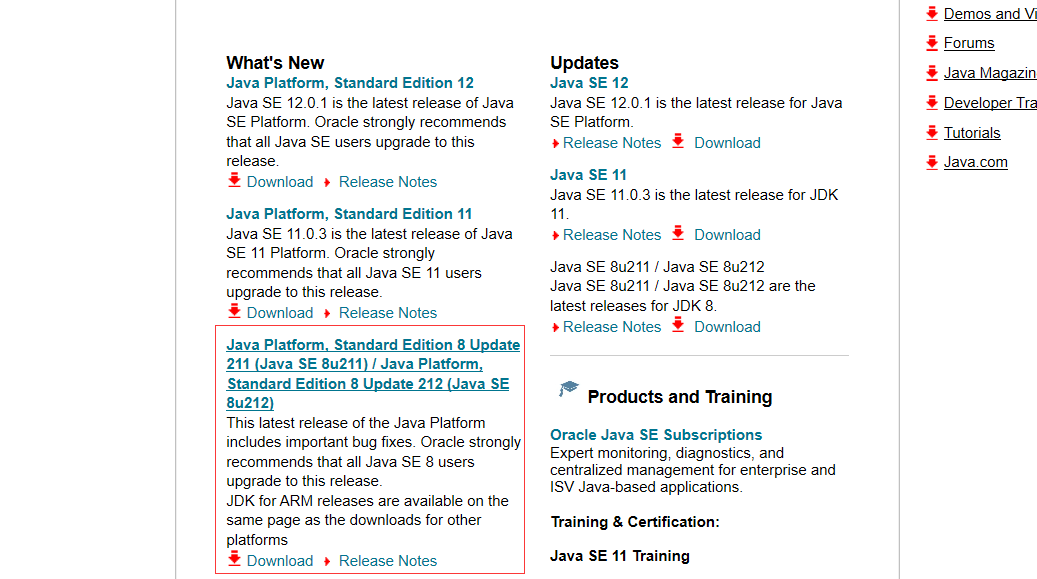 What's New
Java Platform, Standard Edition 12
Java SE 12.0.1 is the latest release of Java
SE Platform. Oracle strongly recommends
that all Java SE users upgrade to this
release.
Download Release Notes
Java Platform, Standard Edition 11
Java SE 11.0.3 is the latest release of Java
SE 11 Platform. Oracle strongly
recommends that all Java SE 11 users
upgrade to this release.
Download Release Notes
Java Platform, Standard Edition 8 Update
211 (Java SE 8u211) / Java Platform,
Standard Edition 8 Update 212 (Java SE
8u212)
This latest release of the Java Platform
includes important bug fixes. Oracle strongly
recommends that all Java SE 8 users
upgrade to this release.
JDK for ARM releases are available on the
same page as the downloads for other
platforms
Download Release Notes
Updates
Java SE 12
Java SE 12.0.1 is the latest release for Java
SE Platform.
Release Notes Download
Java SE 11
Java SE 11.0.3 is the latest release for JDK
11.
Release Notes Download
Java SE 8u211 / Java SE 8u212
Java SE 8u211 / Java SE 8u212 are the
latest releases for JDK 8.
Release Notes Download
Products and Training
Oracle Java SE Subscriptions
Expert monitoring, diagnostics, and
centralized management for enterprise and
ISV Java-based applications.
Training & Certification:
Java SE 11 Training
Demos and Vi
Forums
Java Magazin
Developer Tra
Tutorials
Java.com